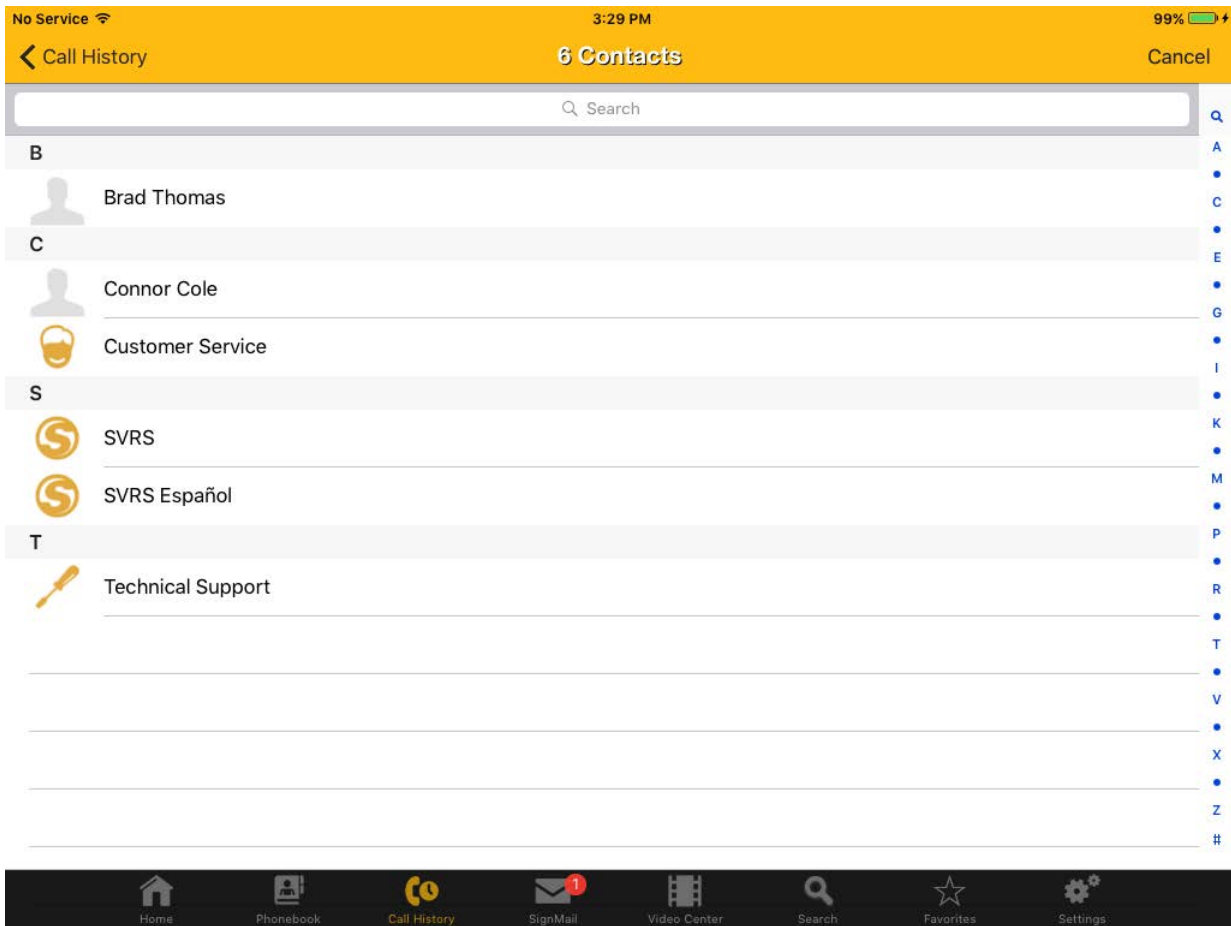 No Service 3:29 PM 99%
Call History 6 Contacts Cancel
Search
B
Brad Thomas
C
Connor Cole
Customer Service
S
SVRS
SVRS Español
T
Technical Support
A
C
E
G
I
K
M
P
R
T
V
X
Z
#
1
Home Phonebook Call History SignMail Video Center Search Favorites Settings